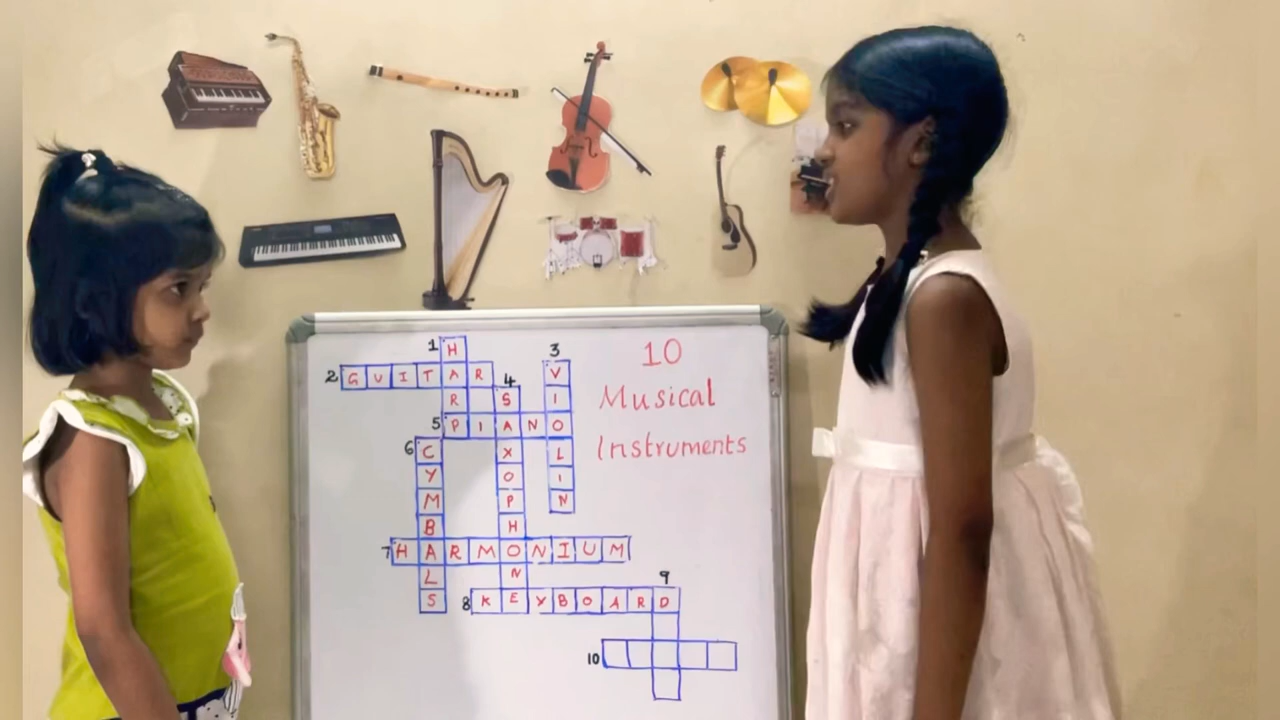 10
Musical
Instruments
1 HARP
2 GUITAR
3 VIOLIN
4 SAXOPHONE
5 PIANO
6 CYMBALS
7 HARMONIUM
8 KEYBOARD
9 D
10